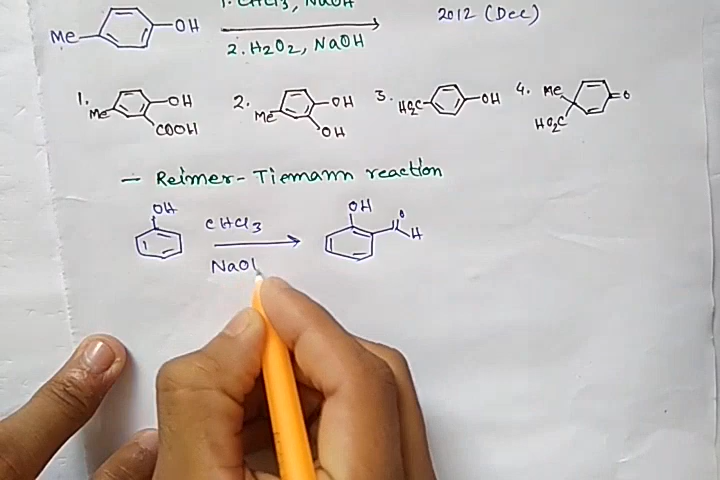 1. CHCl3, NaOH
Me OH 2012 (Dec)
2. H2O2, NaOH
1. Me OH COOH 2. Me OH OH 3. HO2C OH 4. Me HO2C O
- Reimer-Tiemann reaction
OH CHCl3 OH O H
NaO